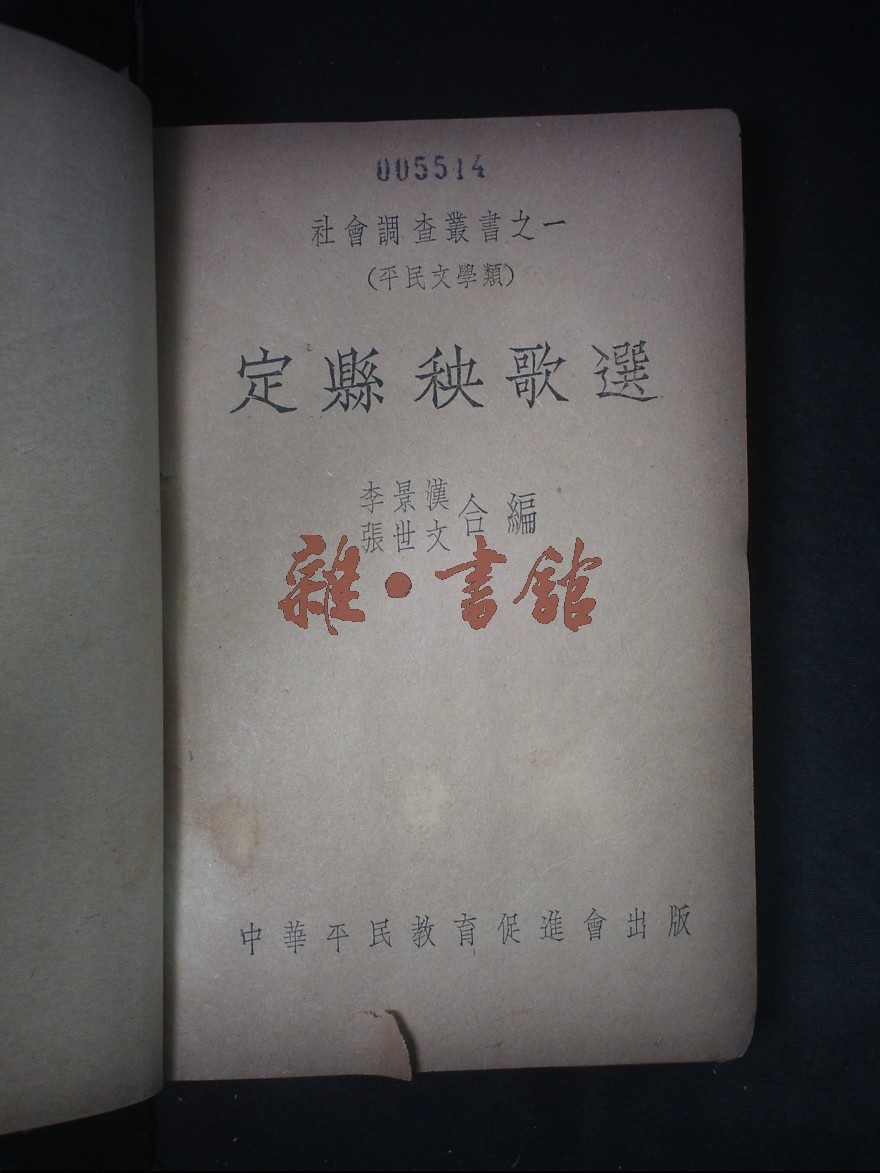 005514
社會調查叢書之一
(平民文學類)
定縣秧歌選
李景漢
張世文
合編
雜·書館
中華平民教育促進會出版